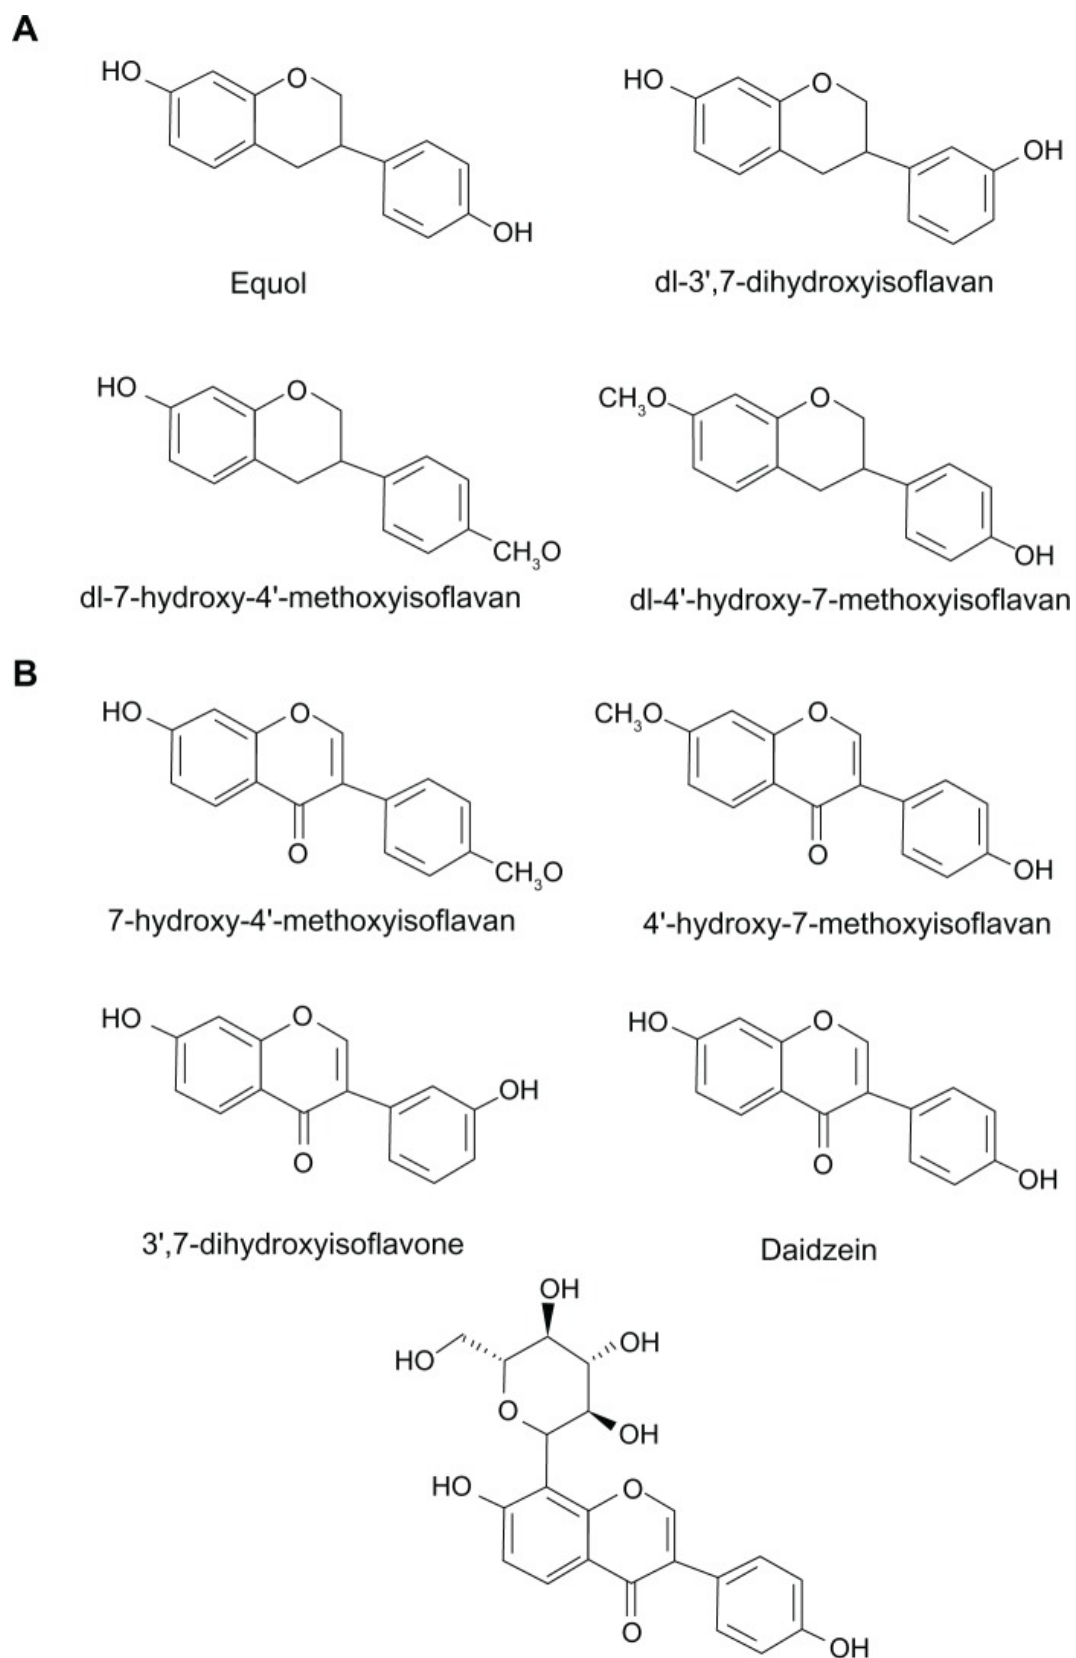 A
HO
O
OH
Equol
HO
O
OH
dl-3',7-dihydroxyisoflavan
HO
O
CH3O
dl-7-hydroxy-4'-methoxyisoflavan
CH3O
O
OH
dl-4'-hydroxy-7-methoxyisoflavan
B
HO
O
O
CH3O
7-hydroxy-4'-methoxyisoflavan
CH3O
O
O
OH
4'-hydroxy-7-methoxyisoflavan
HO
O
OH
O
3',7-dihydroxyisoflavone
HO
O
O
OH
Daidzein
OH
HO
OH
O
OH
HO
O
O
OH